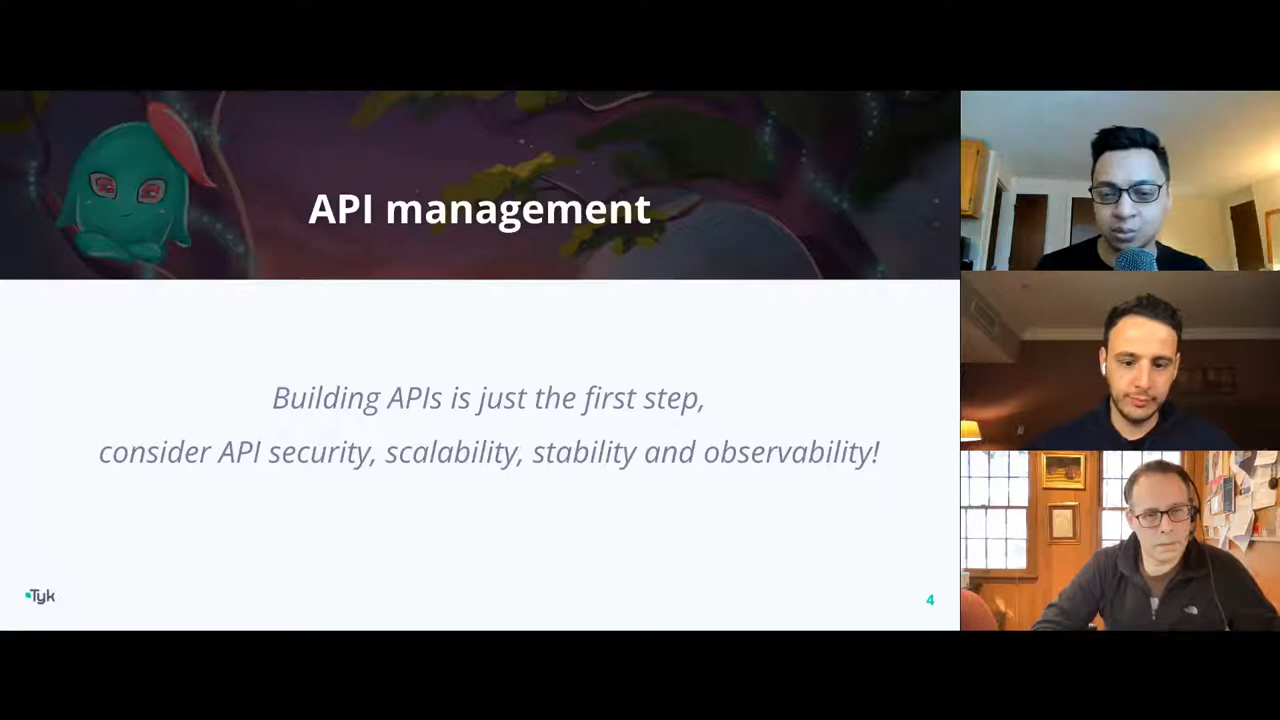 API management
Building APIs is just the first step,
consider API security, scalability, stability and observability!
Tyk
4